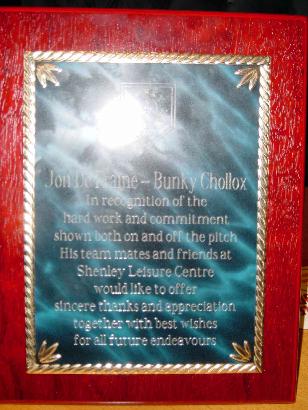 Jon De Fraine - Bunky Chollox
In recognition of the
hard work and commitment
shown both on and off the pitch
His team mates and friends at
Shenley Leisure Centre
would like to offer
sincere thanks and appreciation
together with best wishes
for all future endeavours